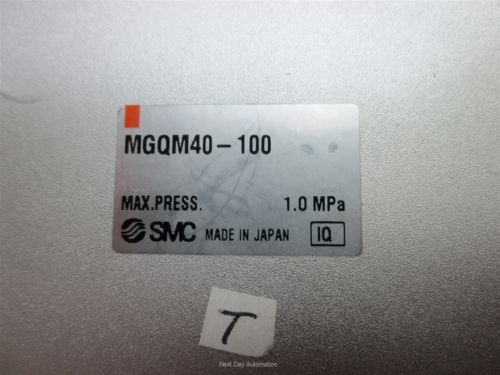 MGQM40-100
MAX.PRESS. 1.0 MPa
SMC MADE IN JAPAN IQ
T
Next Day Automation